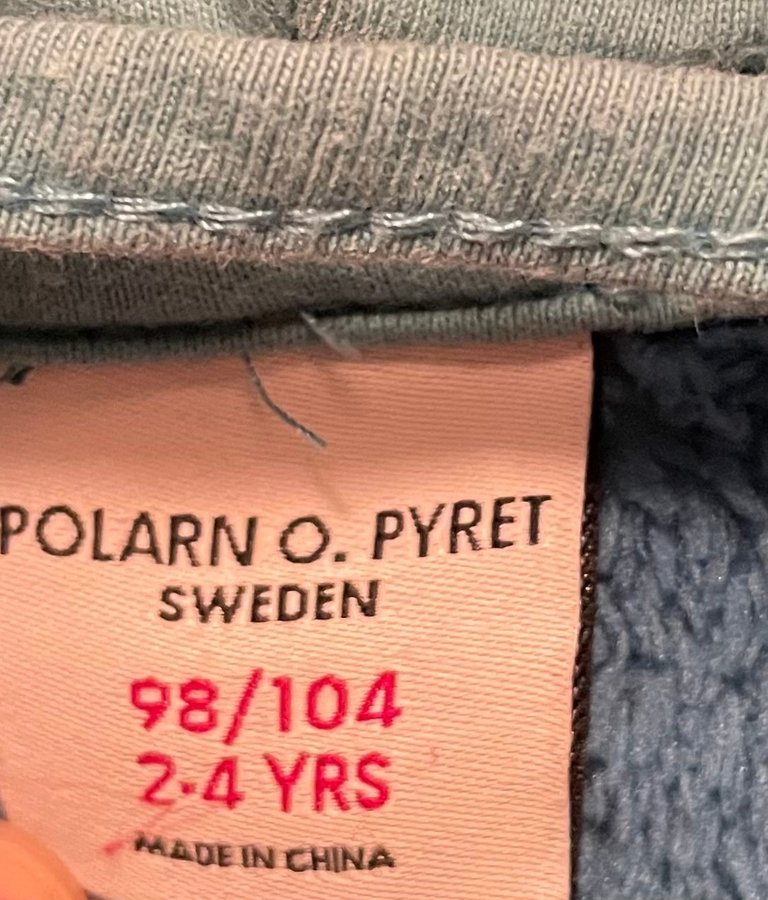 POLARN O. PYRET
SWEDEN
98/104
2-4 YRS
MADE IN CHINA